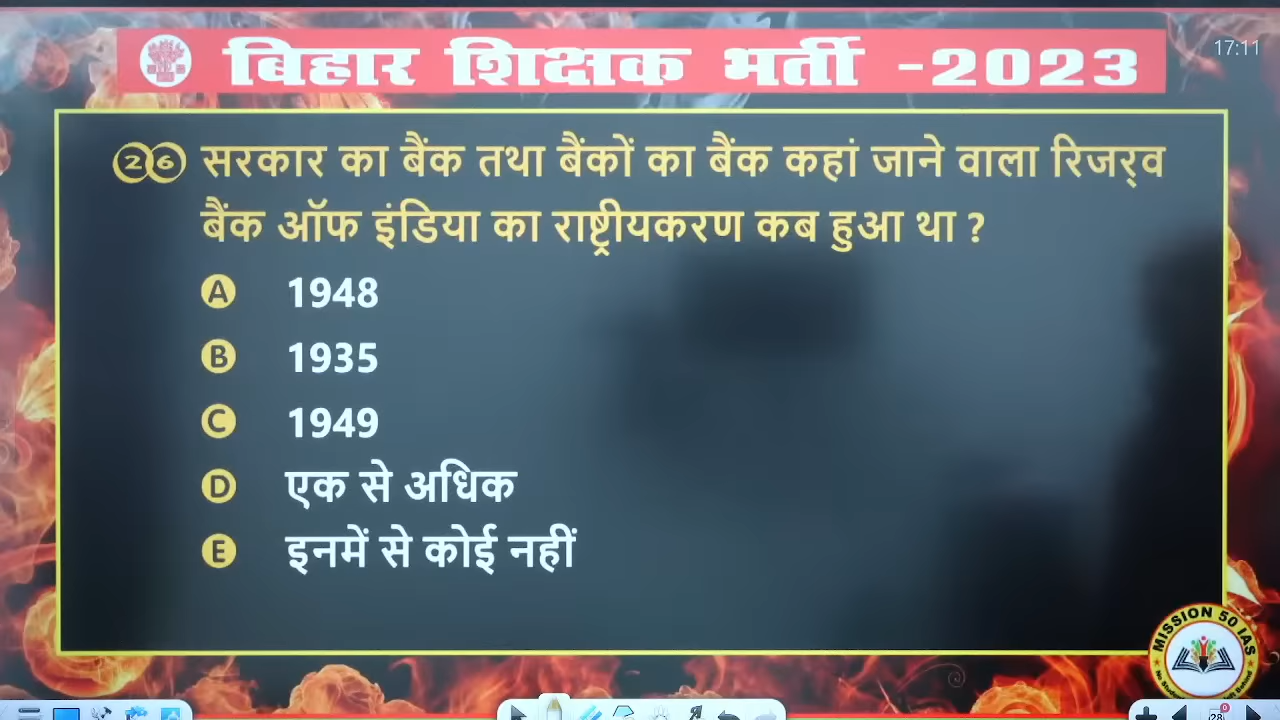 बिहार शिक्षक भर्ती -2023
17:11
26 सरकार का बैंक तथा बैंकों का बैंक कहां जाने वाला रिजर्‍व
बैंक ऑफ इंडिया का राष्ट्रीयकरण कब हुआ था ?
A 1948
B 1935
C 1949
D एक से अधिक
E इनमें से कोई नहीं
MISSION 50 IAS
28